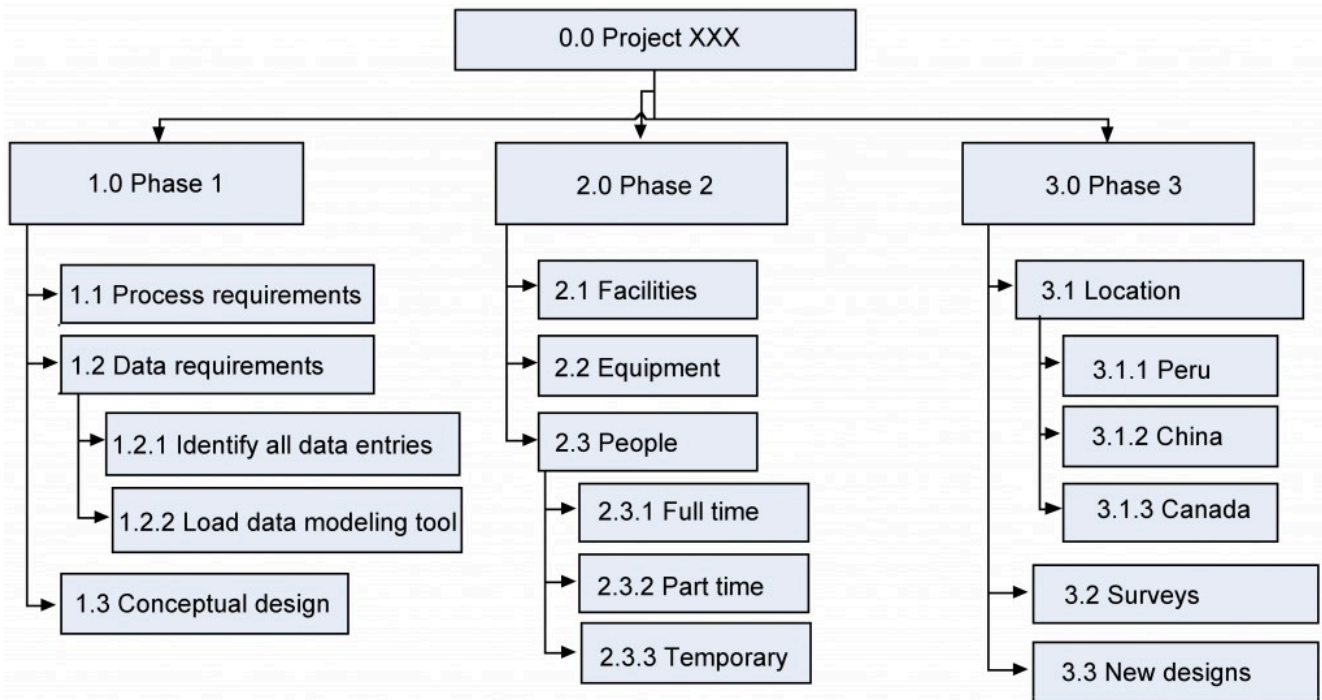 0.0 Project XXX
1.0 Phase 1
1.1 Process requirements
1.2 Data requirements
1.2.1 Identify all data entries
1.2.2 Load data modeling tool
1.3 Conceptual design
2.0 Phase 2
2.1 Facilities
2.2 Equipment
2.3 People
2.3.1 Full time
2.3.2 Part time
2.3.3 Temporary
3.0 Phase 3
3.1 Location
3.1.1 Peru
3.1.2 China
3.1.3 Canada
3.2 Surveys
3.3 New designs